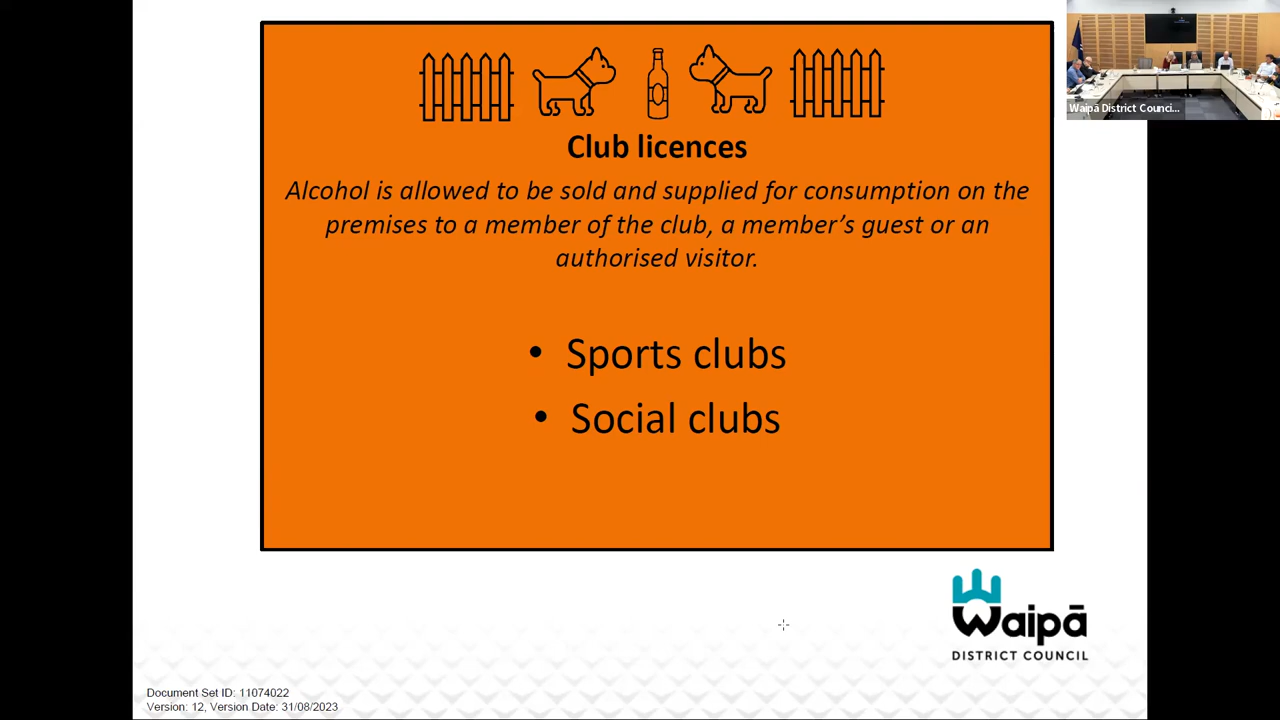 Club licences
Alcohol is allowed to be sold and supplied for consumption on the
premises to a member of the club, a member’s guest or an
authorised visitor.
• Sports clubs
• Social clubs
Waipā
DISTRICT COUNCIL
Document Set ID: 11074022
Version: 12, Version Date: 31/08/2023
Waipā District Counci...